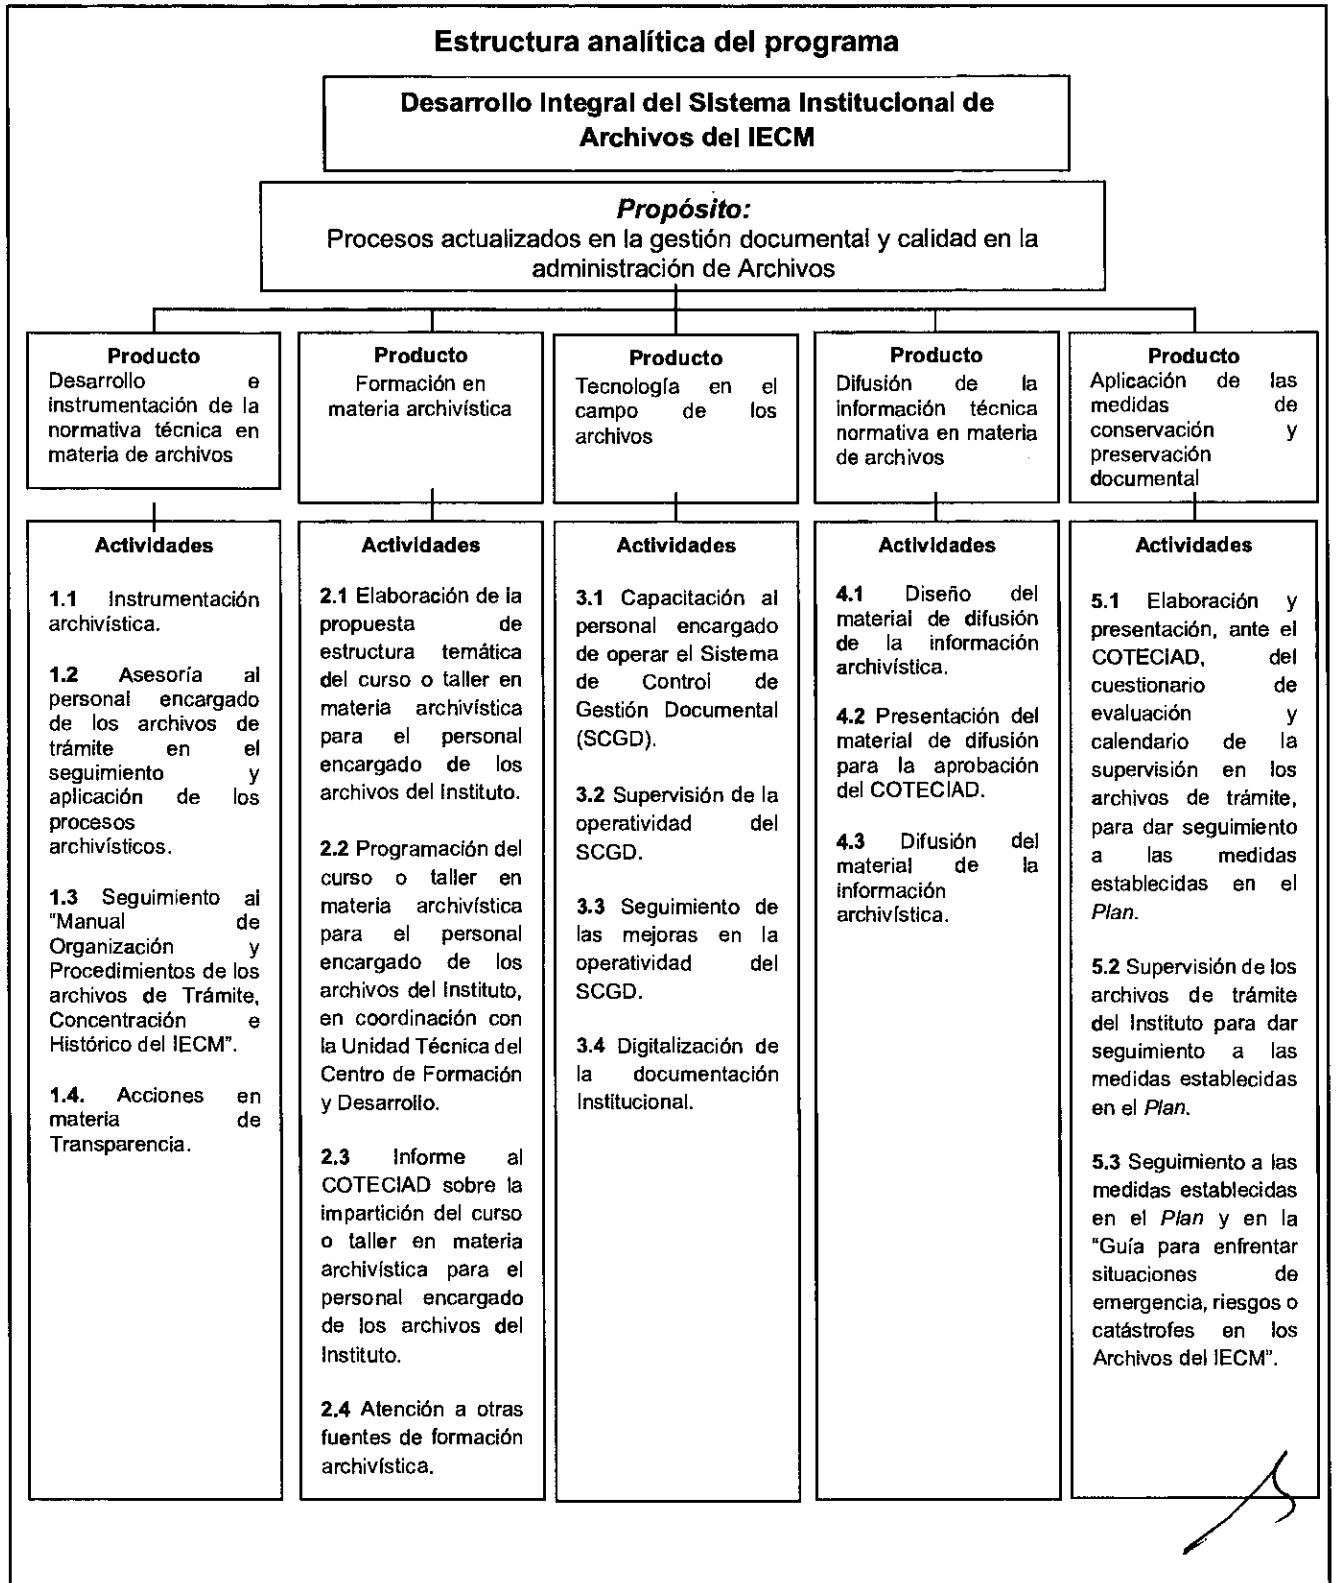 Estructura analítica del programa
Desarrollo Integral del Sistema Institucional de
Archivos del IECM
Propósito:
Procesos actualizados en la gestión documental y calidad en la
administración de Archivos
Producto
Desarrollo e
instrumentación de la
normativa técnica en
materia de archivos
Producto
Formación en
materia archivística
Producto
Tecnología en el
campo de los
archivos
Producto
Difusión de la
información técnica
normativa en materia
de archivos
Producto
Aplicación de las
medidas de
conservación y
preservación
documental
Actividades
1.1 Instrumentación
archivística.
1.2 Asesoría al
personal encargado
de los archivos de
trámite en el
seguimiento y
aplicación de los
procesos
archivísticos.
1.3 Seguimiento al
"Manual de
Organización y
Procedimientos de los
archivos de Trámite,
Concentración e
Histórico del IECM".
1.4. Acciones en
materia de
Transparencia.
Actividades
2.1 Elaboración de la
propuesta de
estructura temática
del curso o taller en
materia archivística
para el personal
encargado de los
archivos del Instituto.
2.2 Programación del
curso o taller en
materia archivística
para el personal
encargado de los
archivos del Instituto,
en coordinación con
la Unidad Técnica del
Centro de Formación
y Desarrollo.
2.3 Informe al
COTECIAD sobre la
impartición del curso
o taller en materia
archivística para el
personal encargado
de los archivos del
Instituto.
2.4 Atención a otras
fuentes de formación
archivística.
Actividades
3.1 Capacitación al
personal encargado
de operar el Sistema
de Control de
Gestión Documental
(SCGD).
3.2 Supervisión de la
operatividad del
SCGD.
3.3 Seguimiento de
las mejoras en la
operatividad del
SCGD.
3.4 Digitalización de
la documentación
Institucional.
Actividades
4.1 Diseño del
material de difusión
de la información
archivística.
4.2 Presentación del
material de difusión
para la aprobación
del COTECIAD.
4.3 Difusión del
material de la
información
archivística.
Actividades
5.1 Elaboración y
presentación, ante el
COTECIAD, del
cuestionario de
evaluación y
calendario de la
supervisión en los
archivos de trámite,
para dar seguimiento
a las medidas
establecidas en el
Plan.
5.2 Supervisión de los
archivos de trámite
del Instituto para dar
seguimiento a las
medidas establecidas
en el Plan.
5.3 Seguimiento a las
medidas establecidas
en el Plan y en la
"Guía para enfrentar
situaciones de
emergencia, riesgos o
catástrofes en los
Archivos del IECM".